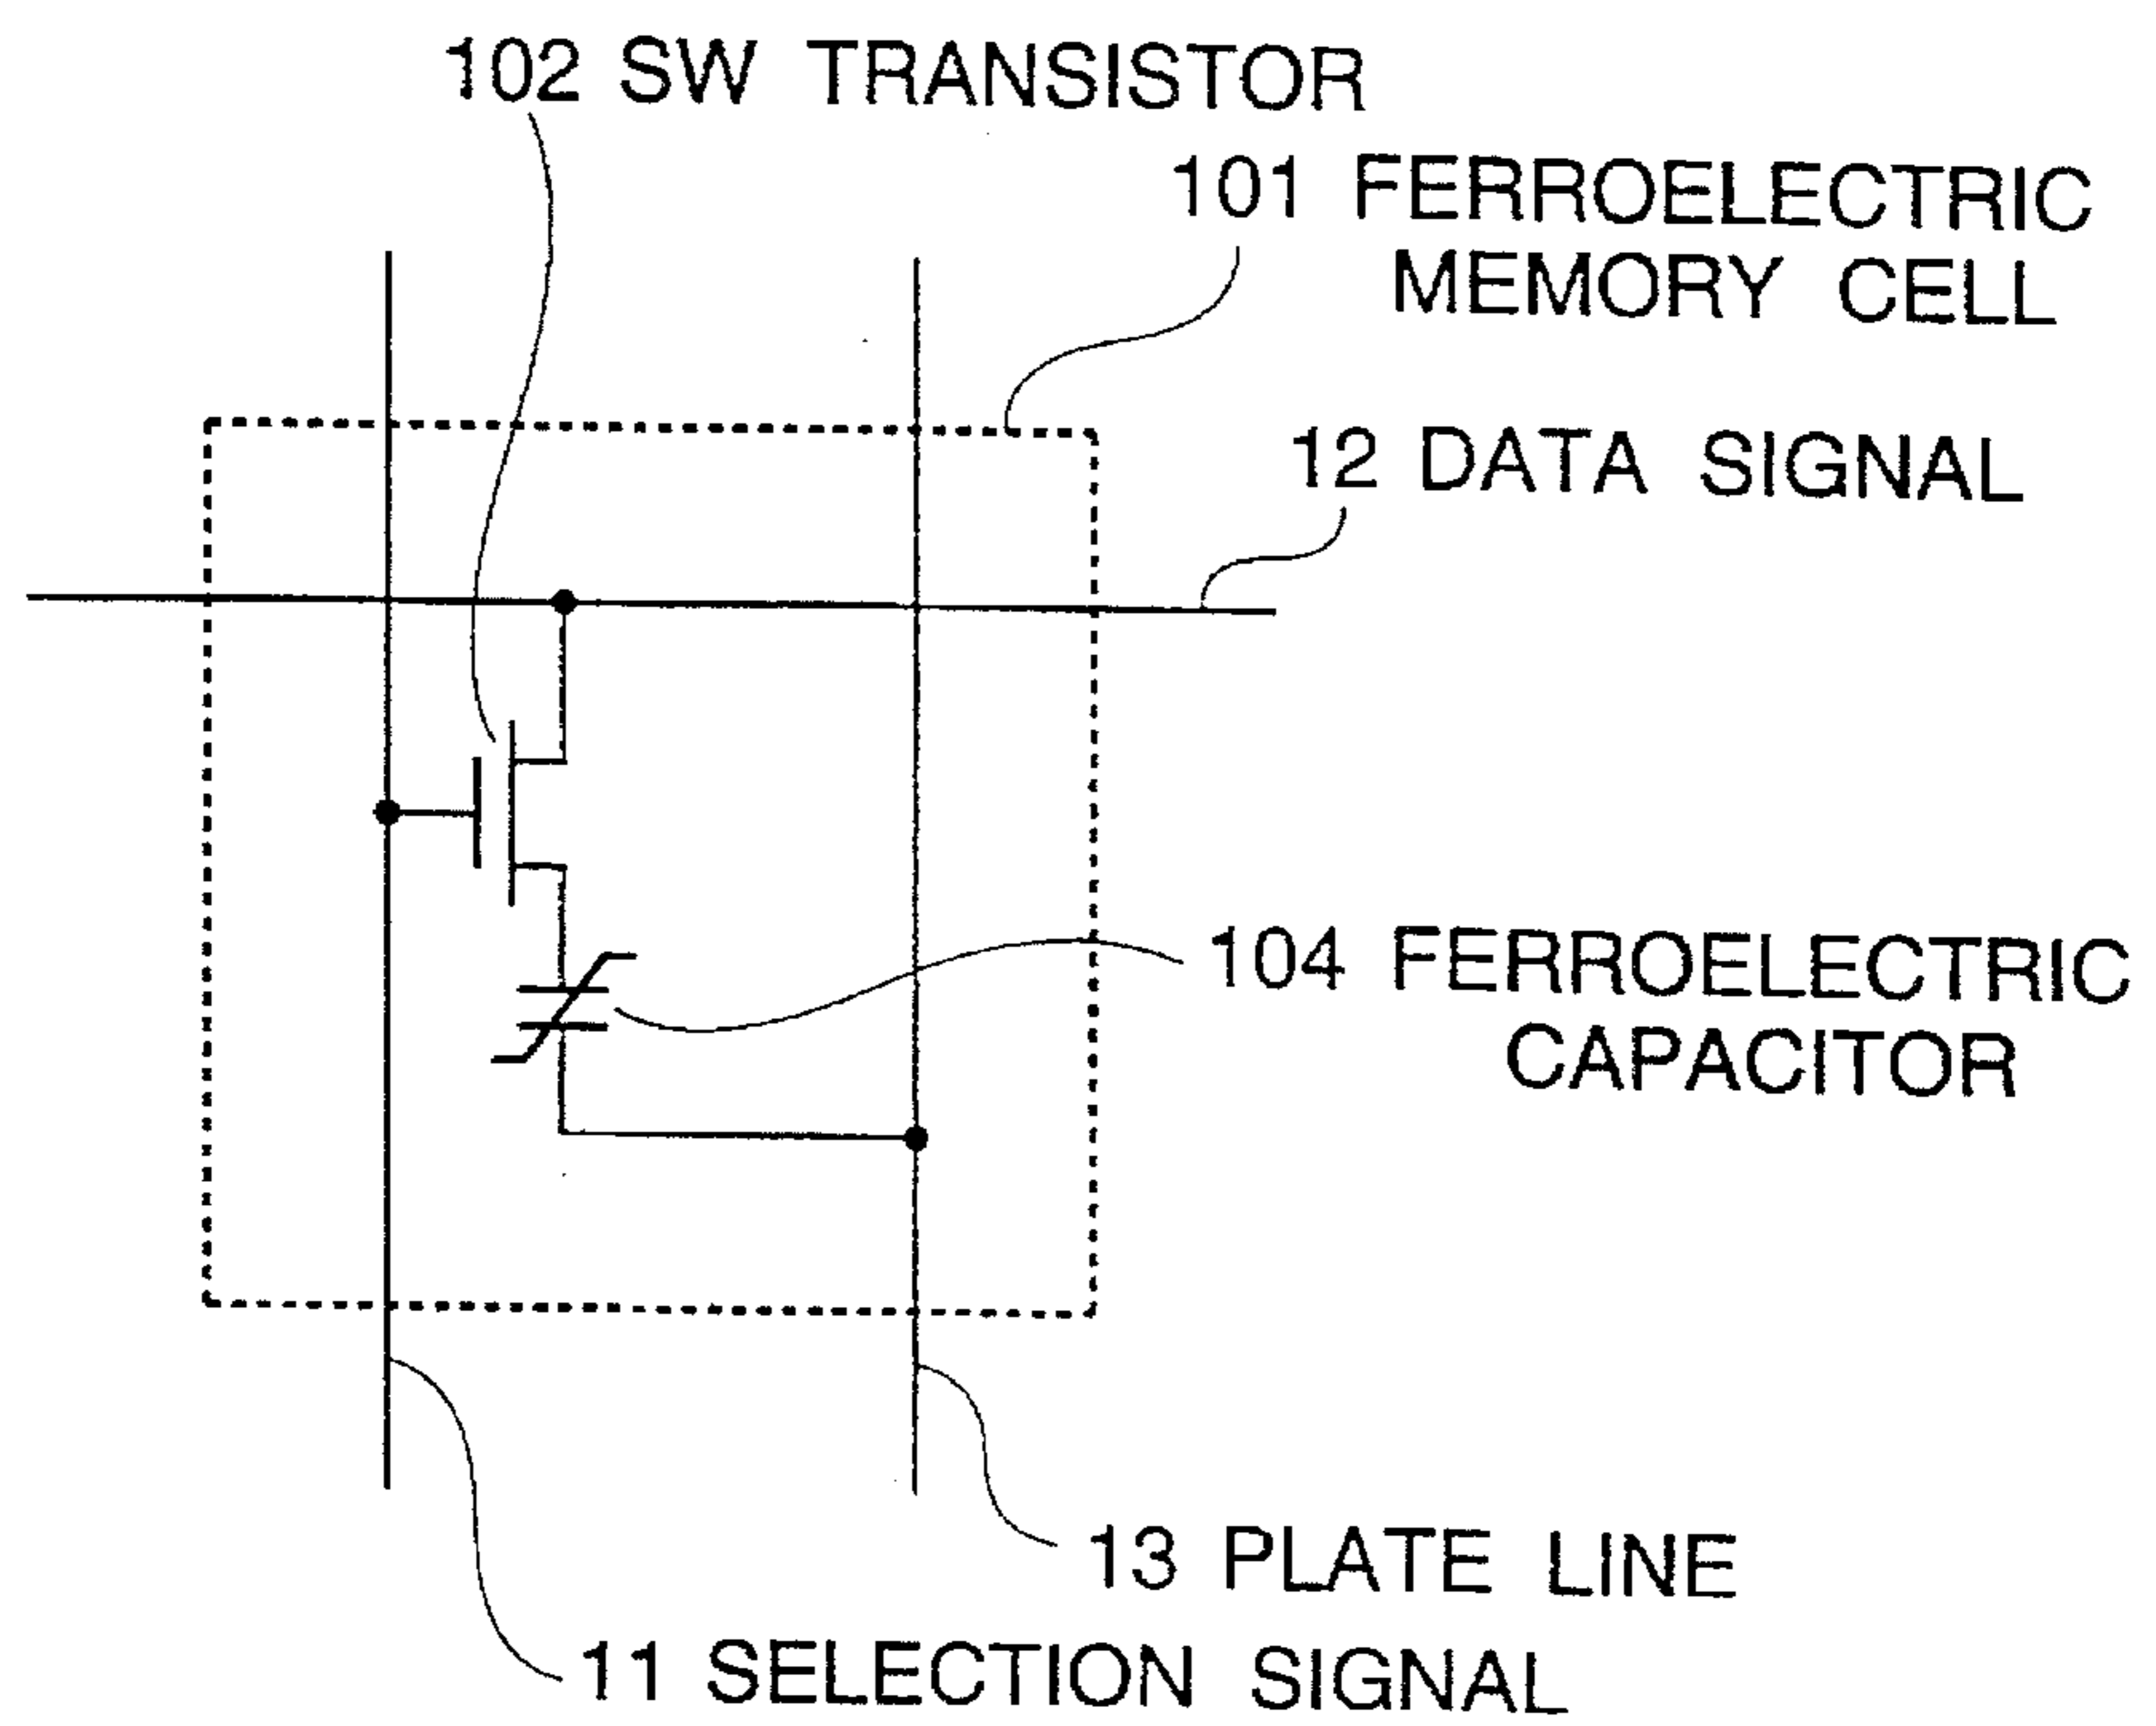 102 SW TRANSISTOR
101 FERROELECTRIC
MEMORY CELL
12 DATA SIGNAL
104 FERROELECTRIC
CAPACITOR
13 PLATE LINE
11 SELECTION SIGNAL